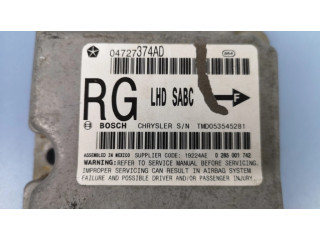 04727374AD
RG LHD SABC F
BOSCH CHRYSLER S/N TMD053545281
ASSEMBLED IN MEXICO SUPPLIER CODE: 19224AE 0 285 001 742
WARNING: REFER TO SERVICE MANUAL BEFORE SERVICING.
IMPROPER SERVICING CAN RESULT IN AIRBAG SYSTEM
FAILURE AND POSSIBLE DRIVER AND/OR PASSENGER INJURY.